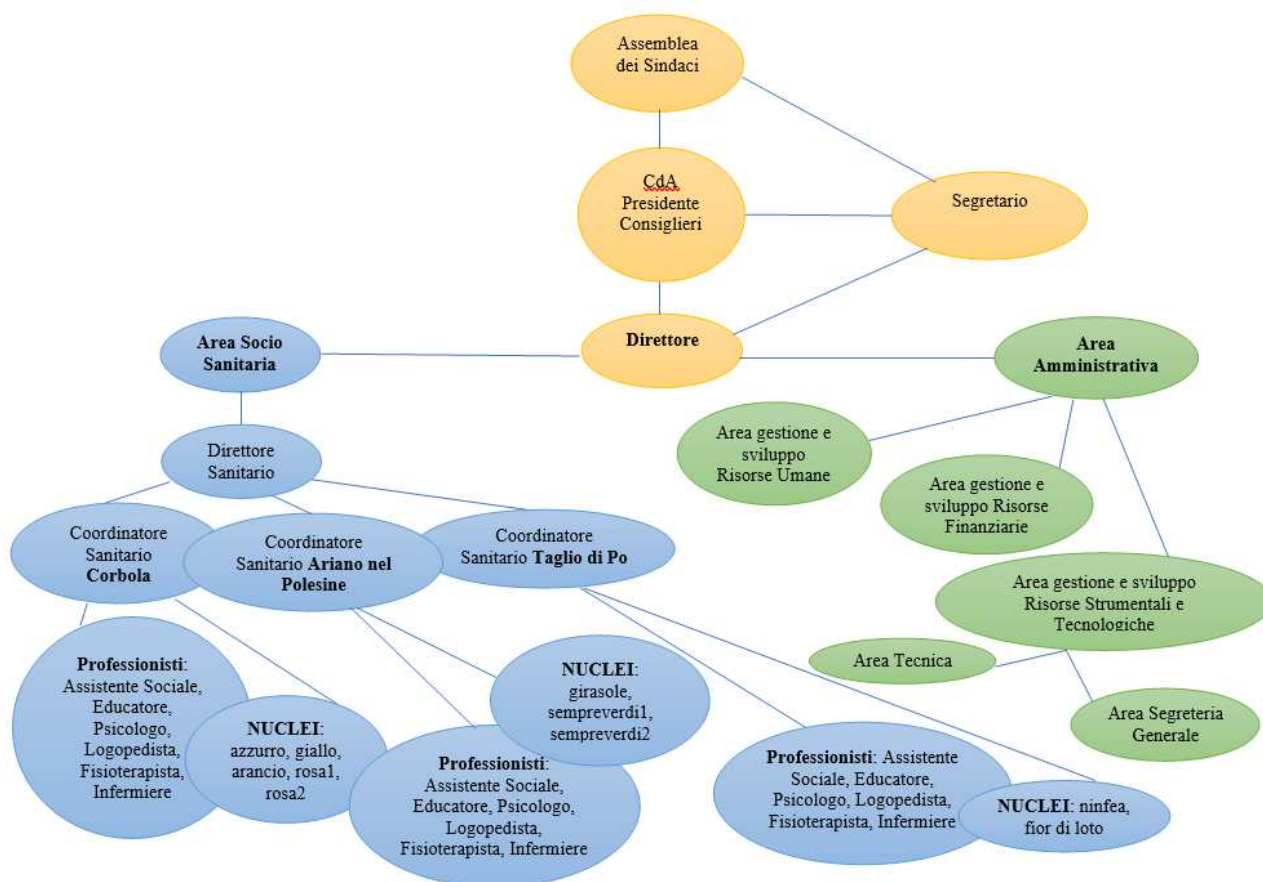 Assemblea
dei Sindaci
CdA
Presidente
Consiglieri
Segretario
Direttore
Area Socio
Sanitaria
Area
Amministrativa
Direttore
Sanitario
Area gestione e
sviluppo
Risorse Umane
Area gestione e
sviluppo Risorse
Finanziarie
Coordinatore
Sanitario
Corbola
Coordinatore
Sanitario Ariano nel
Polesine
Coordinatore
Sanitario Taglio di Po
Area gestione e sviluppo
Risorse Strumentali e
Tecnologiche
Area Tecnica
Area Segreteria
Generale
Professionisti:
Assistente Sociale,
Educatore,
Psicologo,
Logopedista,
Fisioterapista,
Infermiere
NUCLEI:
azzurro, giallo,
arancio, rosa1,
rosa2
Professionisti:
Assistente Sociale,
Educatore, Psicologo,
Logopedista,
Fisioterapista, Infermiere
NUCLEI:
girasole,
sempreverdi1,
sempreverdi2
Professionisti: Assistente
Sociale, Educatore,
Psicologo, Logopedista,
Fisioterapista, Infermiere
NUCLEI: ninfea,
fior di loto